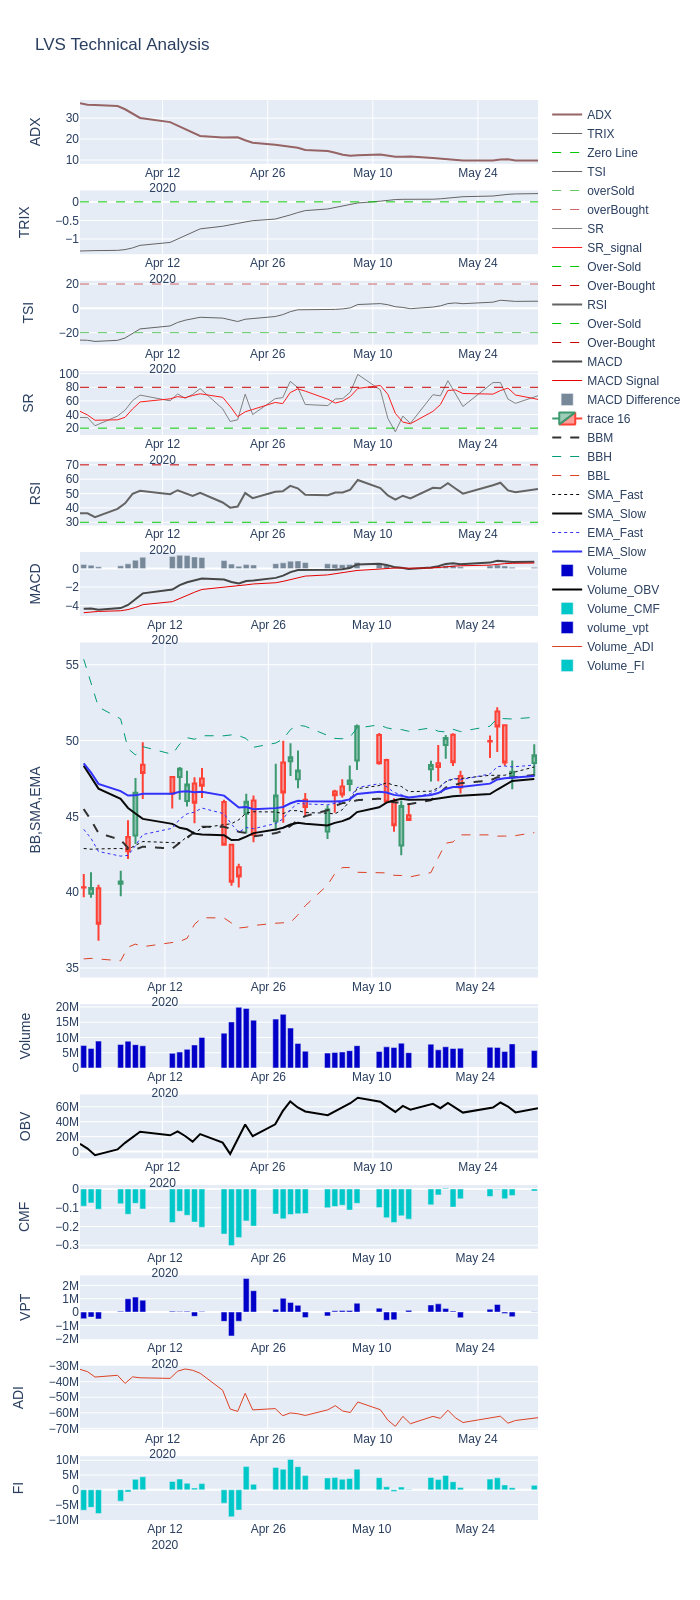 LVS Technical Analysis
ADX
30
20
10
Apr 12
2020
Apr 26
May 10
May 24
TRIX
0
−0.5
−1
Apr 12
2020
Apr 26
May 10
May 24
TSI
20
0
−20
Apr 12
2020
Apr 26
May 10
May 24
SR
100
80
60
40
20
Apr 12
2020
Apr 26
May 10
May 24
RSI
70
60
50
40
30
Apr 12
2020
Apr 26
May 10
May 24
MACD
0
−2
−4
Apr 12
2020
Apr 26
May 10
May 24
BB,SMA,EMA
55
50
45
40
35
Apr 12
2020
Apr 26
May 10
May 24
Volume
20M
15M
10M
5M
0
Apr 12
2020
Apr 26
May 10
May 24
OBV
60M
40M
20M
0
Apr 12
2020
Apr 26
May 10
May 24
CMF
0
−0.1
−0.2
−0.3
Apr 12
2020
Apr 26
May 10
May 24
VPT
2M
1M
0
−1M
−2M
Apr 12
2020
Apr 26
May 10
May 24
ADI
−30M
−40M
−50M
−60M
−70M
Apr 12
2020
Apr 26
May 10
May 24
FI
10M
5M
0
−5M
−10M
Apr 12
2020
Apr 26
May 10
May 24
ADX
TRIX
Zero Line
TSI
overSold
overBought
SR
SR_signal
Over-Sold
Over-Bought
RSI
Over-Sold
Over-Bought
MACD
MACD Signal
MACD Difference
trace 16
BBM
BBH
BBL
SMA_Fast
SMA_Slow
EMA_Fast
EMA_Slow
Volume
Volume_OBV
Volume_CMF
volume_vpt
Volume_ADI
Volume_FI